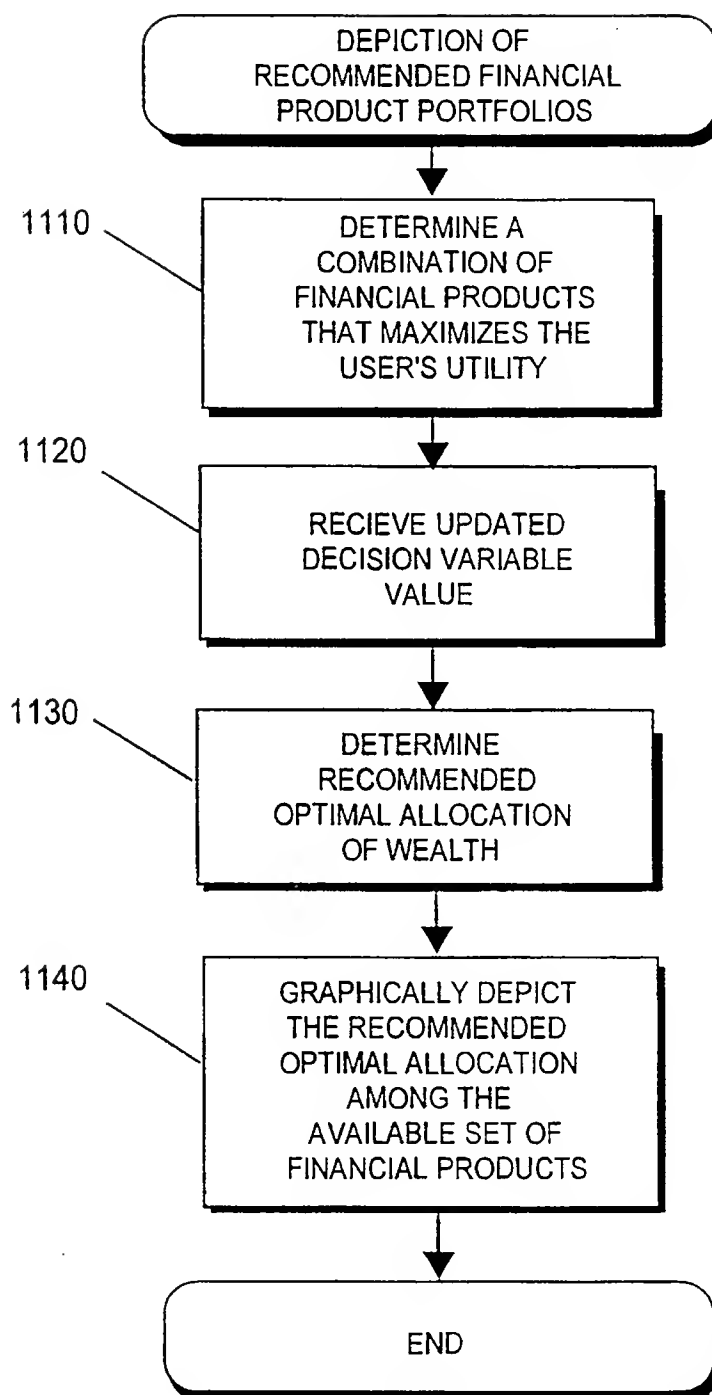 DEPICTION OF
RECOMMENDED FINANCIAL
PRODUCT PORTFOLIOS
1110
DETERMINE A
COMBINATION OF
FINANCIAL PRODUCTS
THAT MAXIMIZES THE
USER'S UTILITY
1120
RECIEVE UPDATED
DECISION VARIABLE
VALUE
1130
DETERMINE
RECOMMENDED
OPTIMAL ALLOCATION
OF WEALTH
1140
GRAPHICALLY DEPICT
THE RECOMMENDED
OPTIMAL ALLOCATION
AMONG THE
AVAILABLE SET OF
FINANCIAL PRODUCTS
END